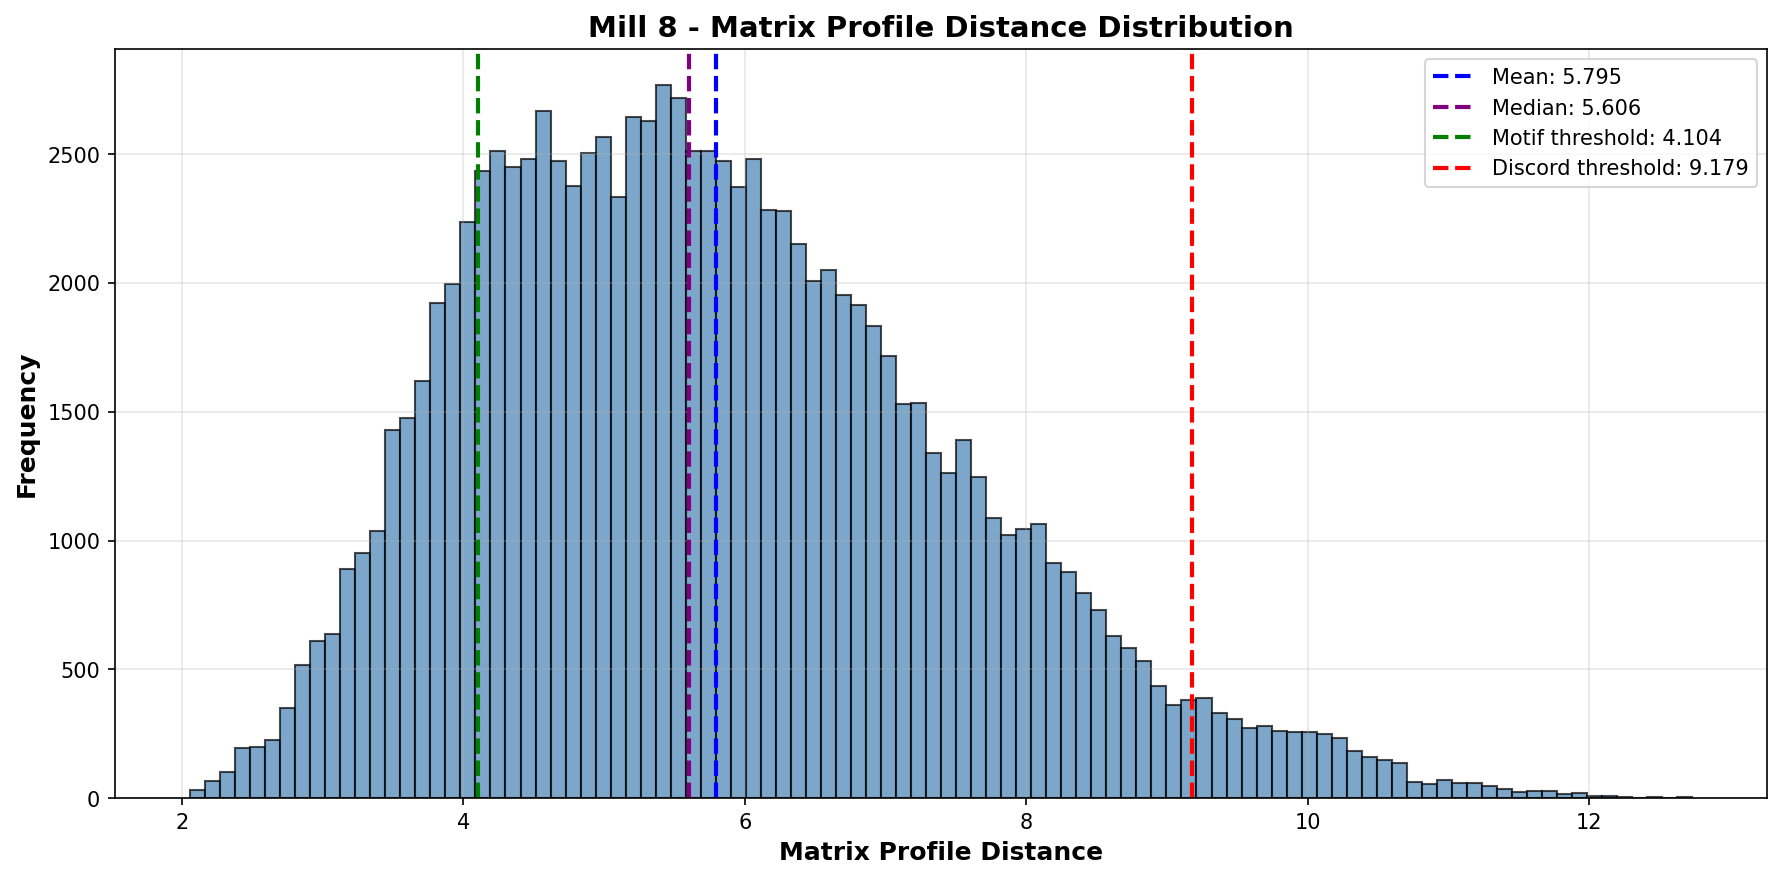 Mill 8 - Matrix Profile Distance Distribution
Mean: 5.795
Median: 5.606
Motif threshold: 4.104
Discord threshold: 9.179
Frequency
2500
2000
1500
1000
500
0
2 4 6 8 10 12
Matrix Profile Distance